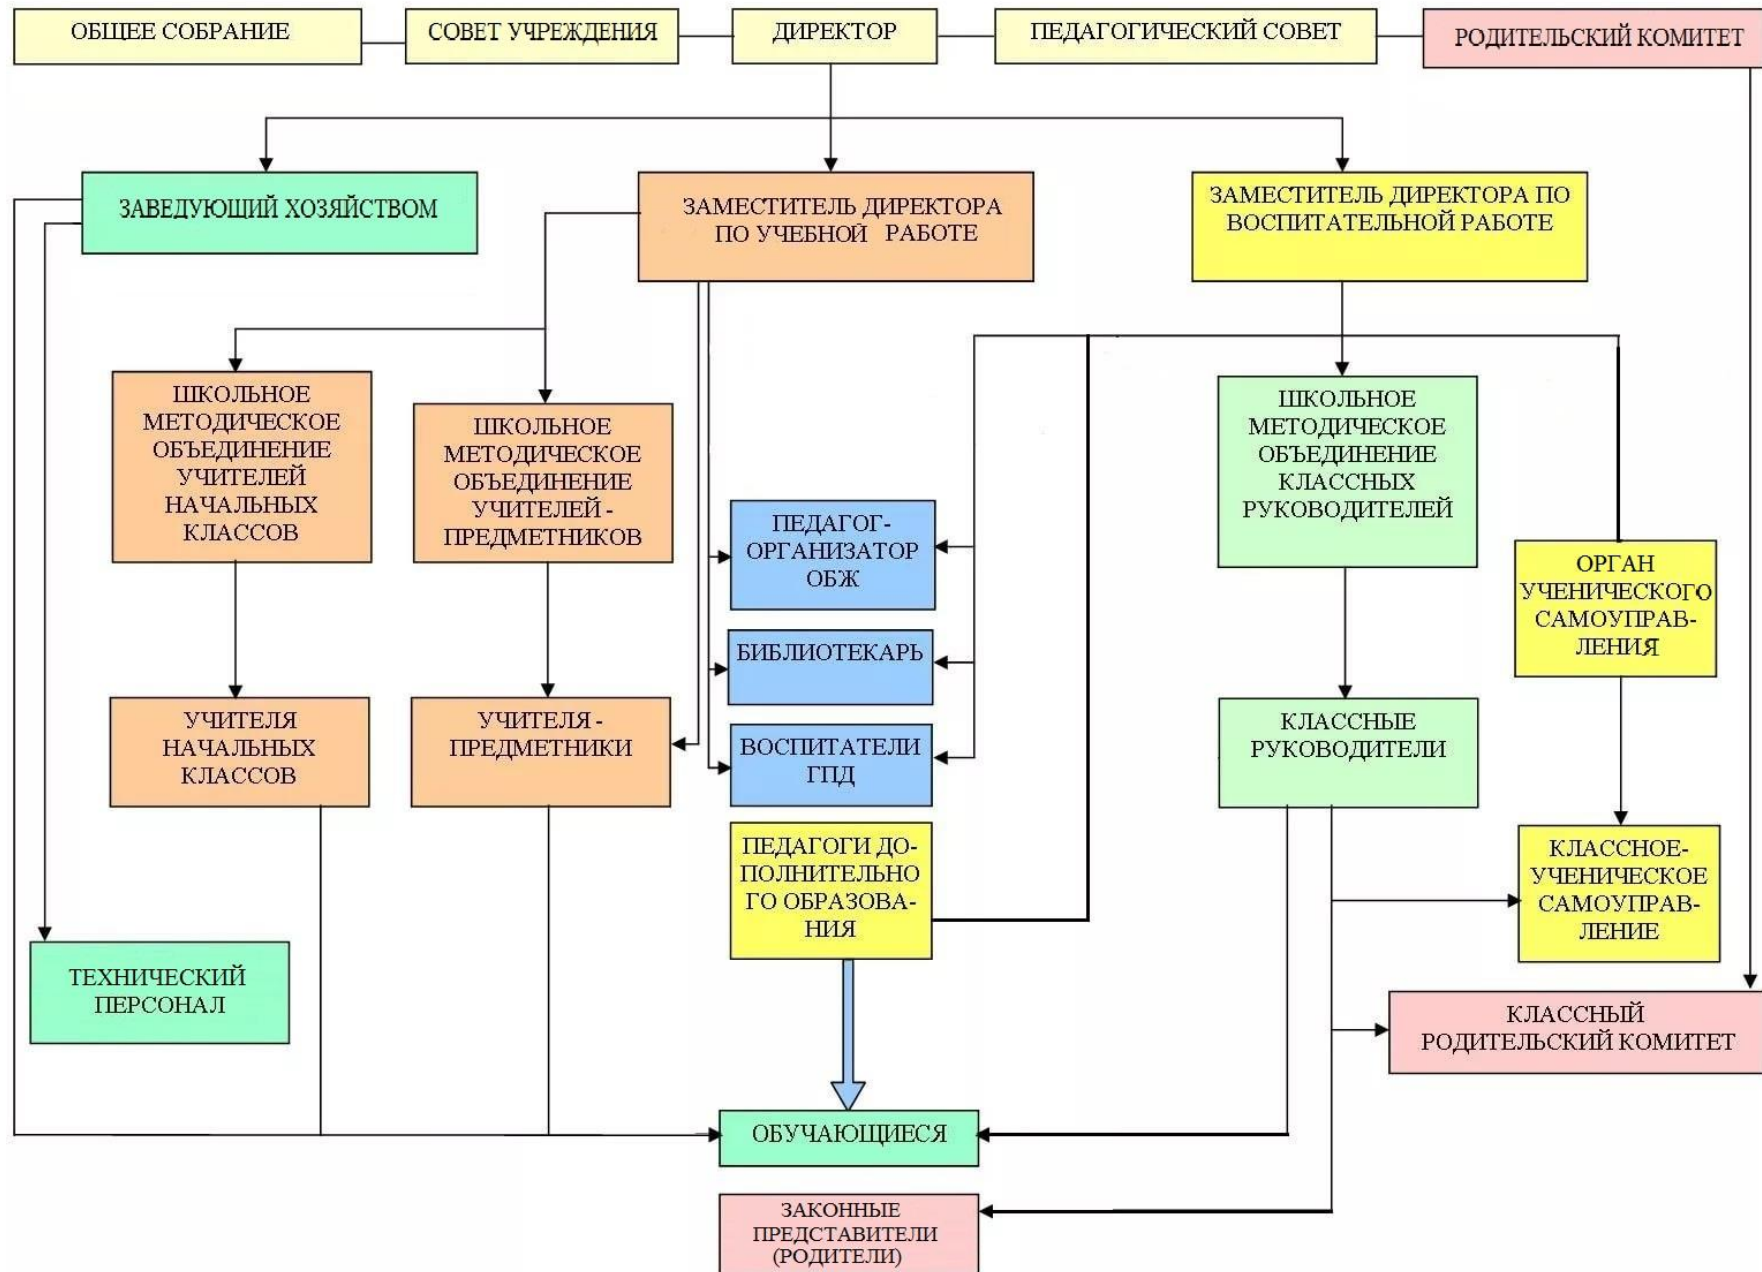 ОБЩЕЕ СОБРАНИЕ
СОВЕТ УЧРЕЖДЕНИЯ
ДИРЕКТОР
ПЕДАГОГИЧЕСКИЙ СОВЕТ
РОДИТЕЛЬСКИЙ КОМИТЕТ
ЗАВЕДУЮЩИЙ ХОЗЯЙСТВОМ
ЗАМЕСТИТЕЛЬ ДИРЕКТОРА
ПО УЧЕБНОЙ РАБОТЕ
ЗАМЕСТИТЕЛЬ ДИРЕКТОРА ПО
ВОСПИТАТЕЛЬНОЙ РАБОТЕ
ШКОЛЬНОЕ
МЕТОДИЧЕСКОЕ
ОБЪЕДИНЕНИЕ
УЧИТЕЛЕЙ
НАЧАЛЬНЫХ
КЛАССОВ
ШКОЛЬНОЕ
МЕТОДИЧЕСКОЕ
ОБЪЕДИНЕНИЕ
УЧИТЕЛЕЙ -
ПРЕДМЕТНИКОВ
ШКОЛЬНОЕ
МЕТОДИЧЕСКОЕ
ОБЪЕДИНЕНИЕ
КЛАССНЫХ
РУКОВОДИТЕЛЕЙ
ПЕДАГОГ-
ОРГАНИЗАТОР
ОБЖ
ОРГАН
УЧЕНИЧЕСКОГО
САМОУПРАВ-
ЛЕНИЯ
БИБЛИОТЕКАРЬ
УЧИТЕЛЯ
НАЧАЛЬНЫХ
КЛАССОВ
УЧИТЕЛЯ -
ПРЕДМЕТНИКИ
ВОСПИТАТЕЛИ
ГПД
КЛАССНЫЕ
РУКОВОДИТЕЛИ
ПЕДАГОГИ ДО-
ПОЛНИТЕЛЬНО
ГО ОБРАЗОВА-
НИЯ
КЛАССНОЕ-
УЧЕНИЧЕСКОЕ
САМОУПРАВ-
ЛЕНИЕ
ТЕХНИЧЕСКИЙ
ПЕРСОНАЛ
КЛАССНЫЙ
РОДИТЕЛЬСКИЙ КОМИТЕТ
ОБУЧАЮЩИЕСЯ
ЗАКОННЫЕ
ПРЕДСТАВИТЕЛИ
(РОДИТЕЛИ)